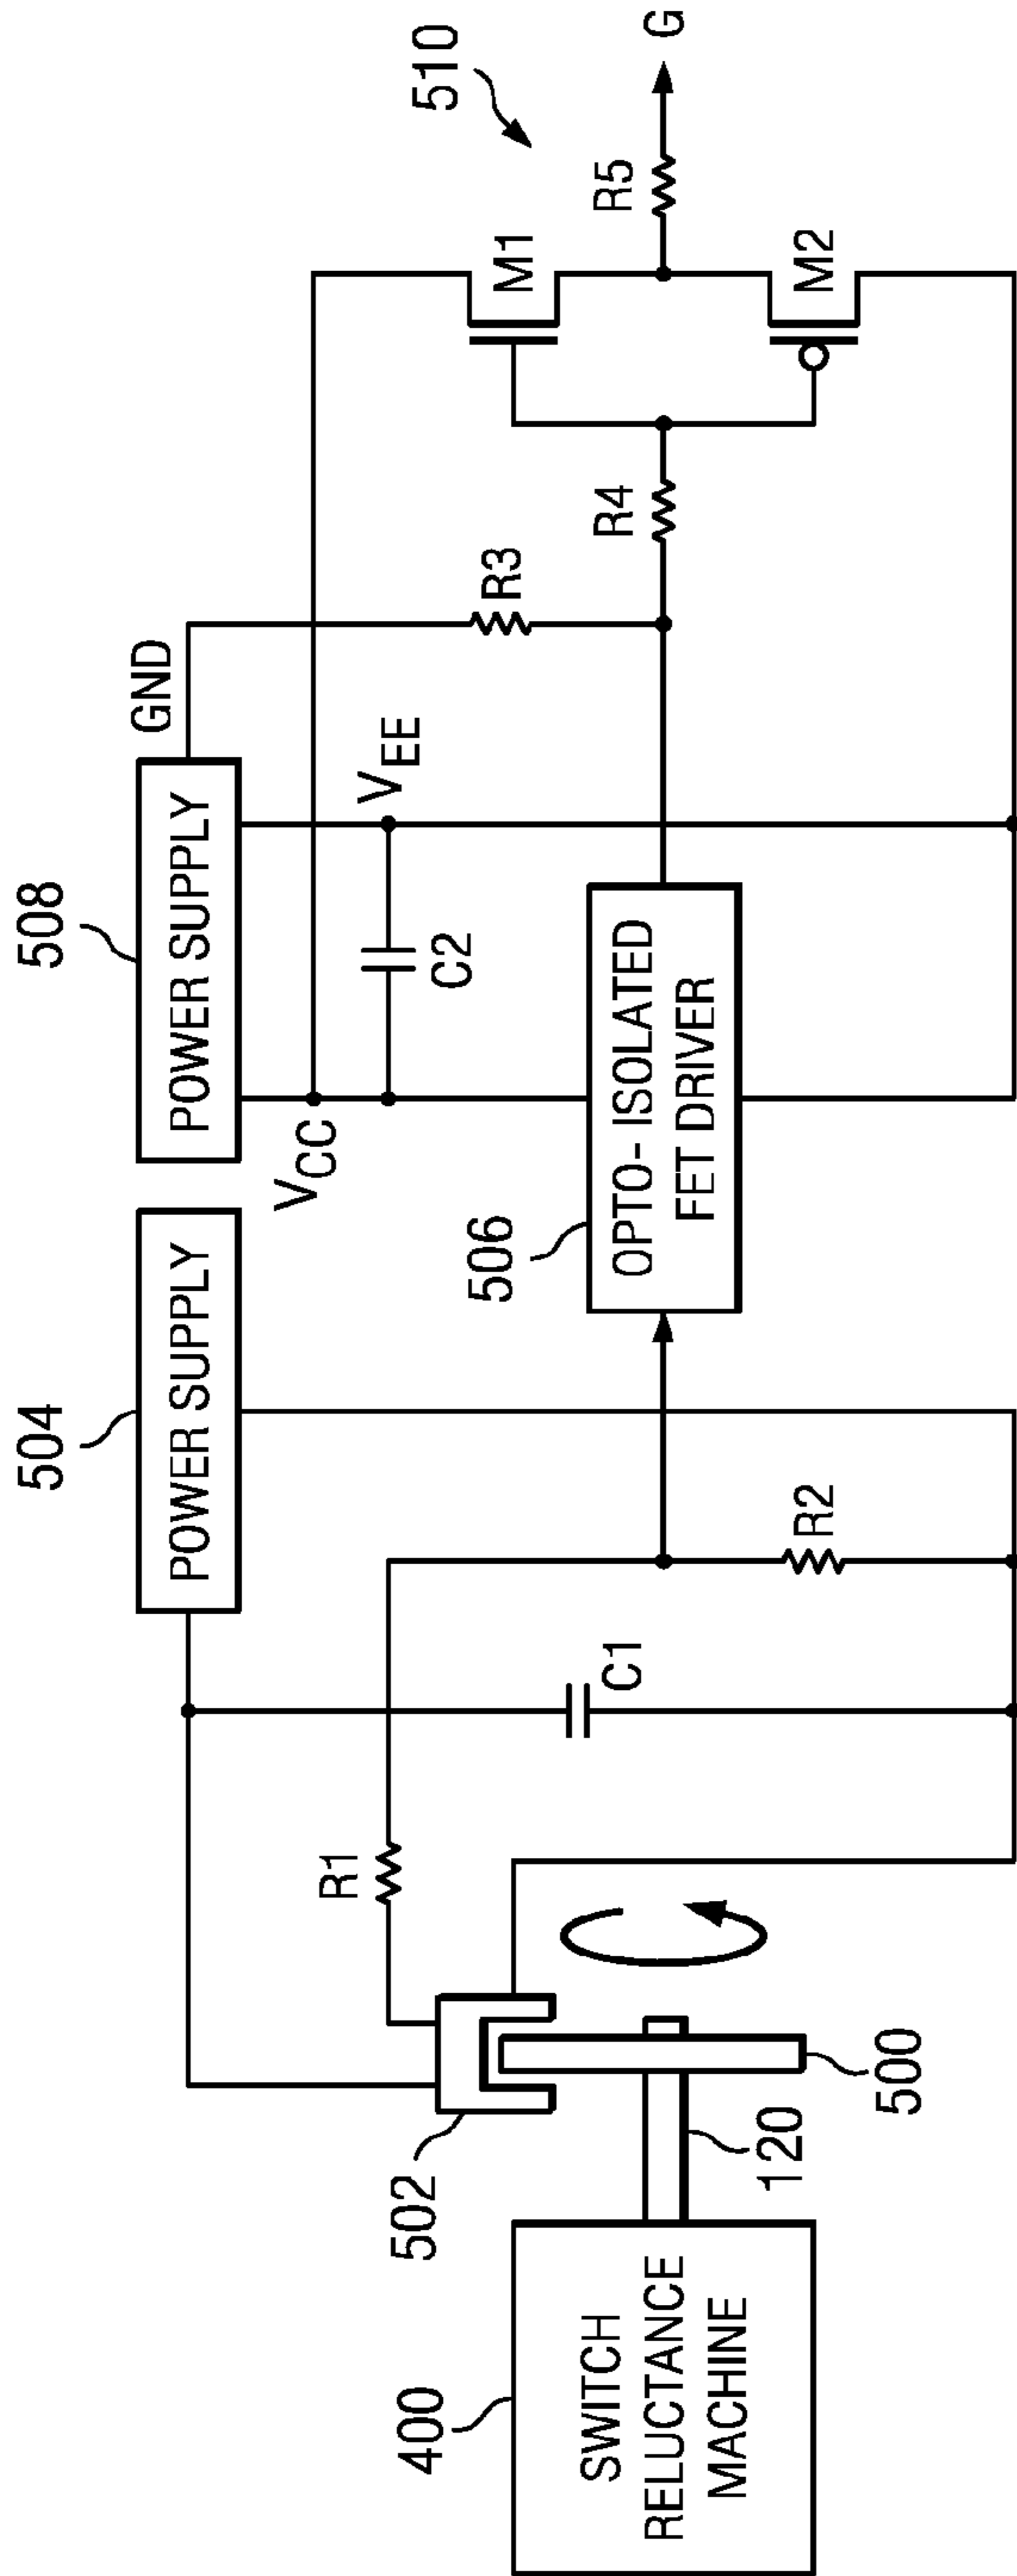 504
508
POWER SUPPLY
POWER SUPPLY
GND
VCC
VEE
510
R1
C2
R3
M1
502
506
R4
R5
G
400
SWITCH
RELUCTANCE
MACHINE
C1
OPTO- ISOLATED
FET DRIVER
M2
120
R2
500